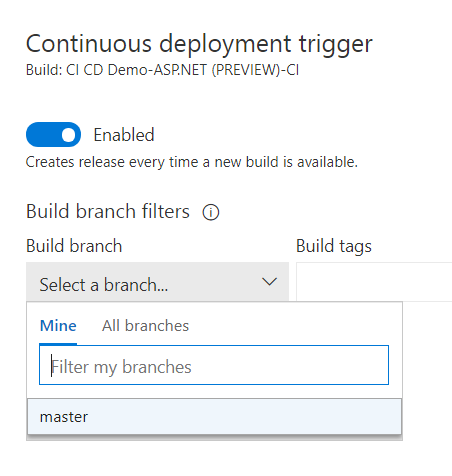 Continuous deployment trigger
Build: CI CD Demo-ASP.NET (PREVIEW)-CI
Enabled
Creates release every time a new build is available.
Build branch filters
Build branch Build tags
Select a branch...
Mine All branches
Filter my branches
master